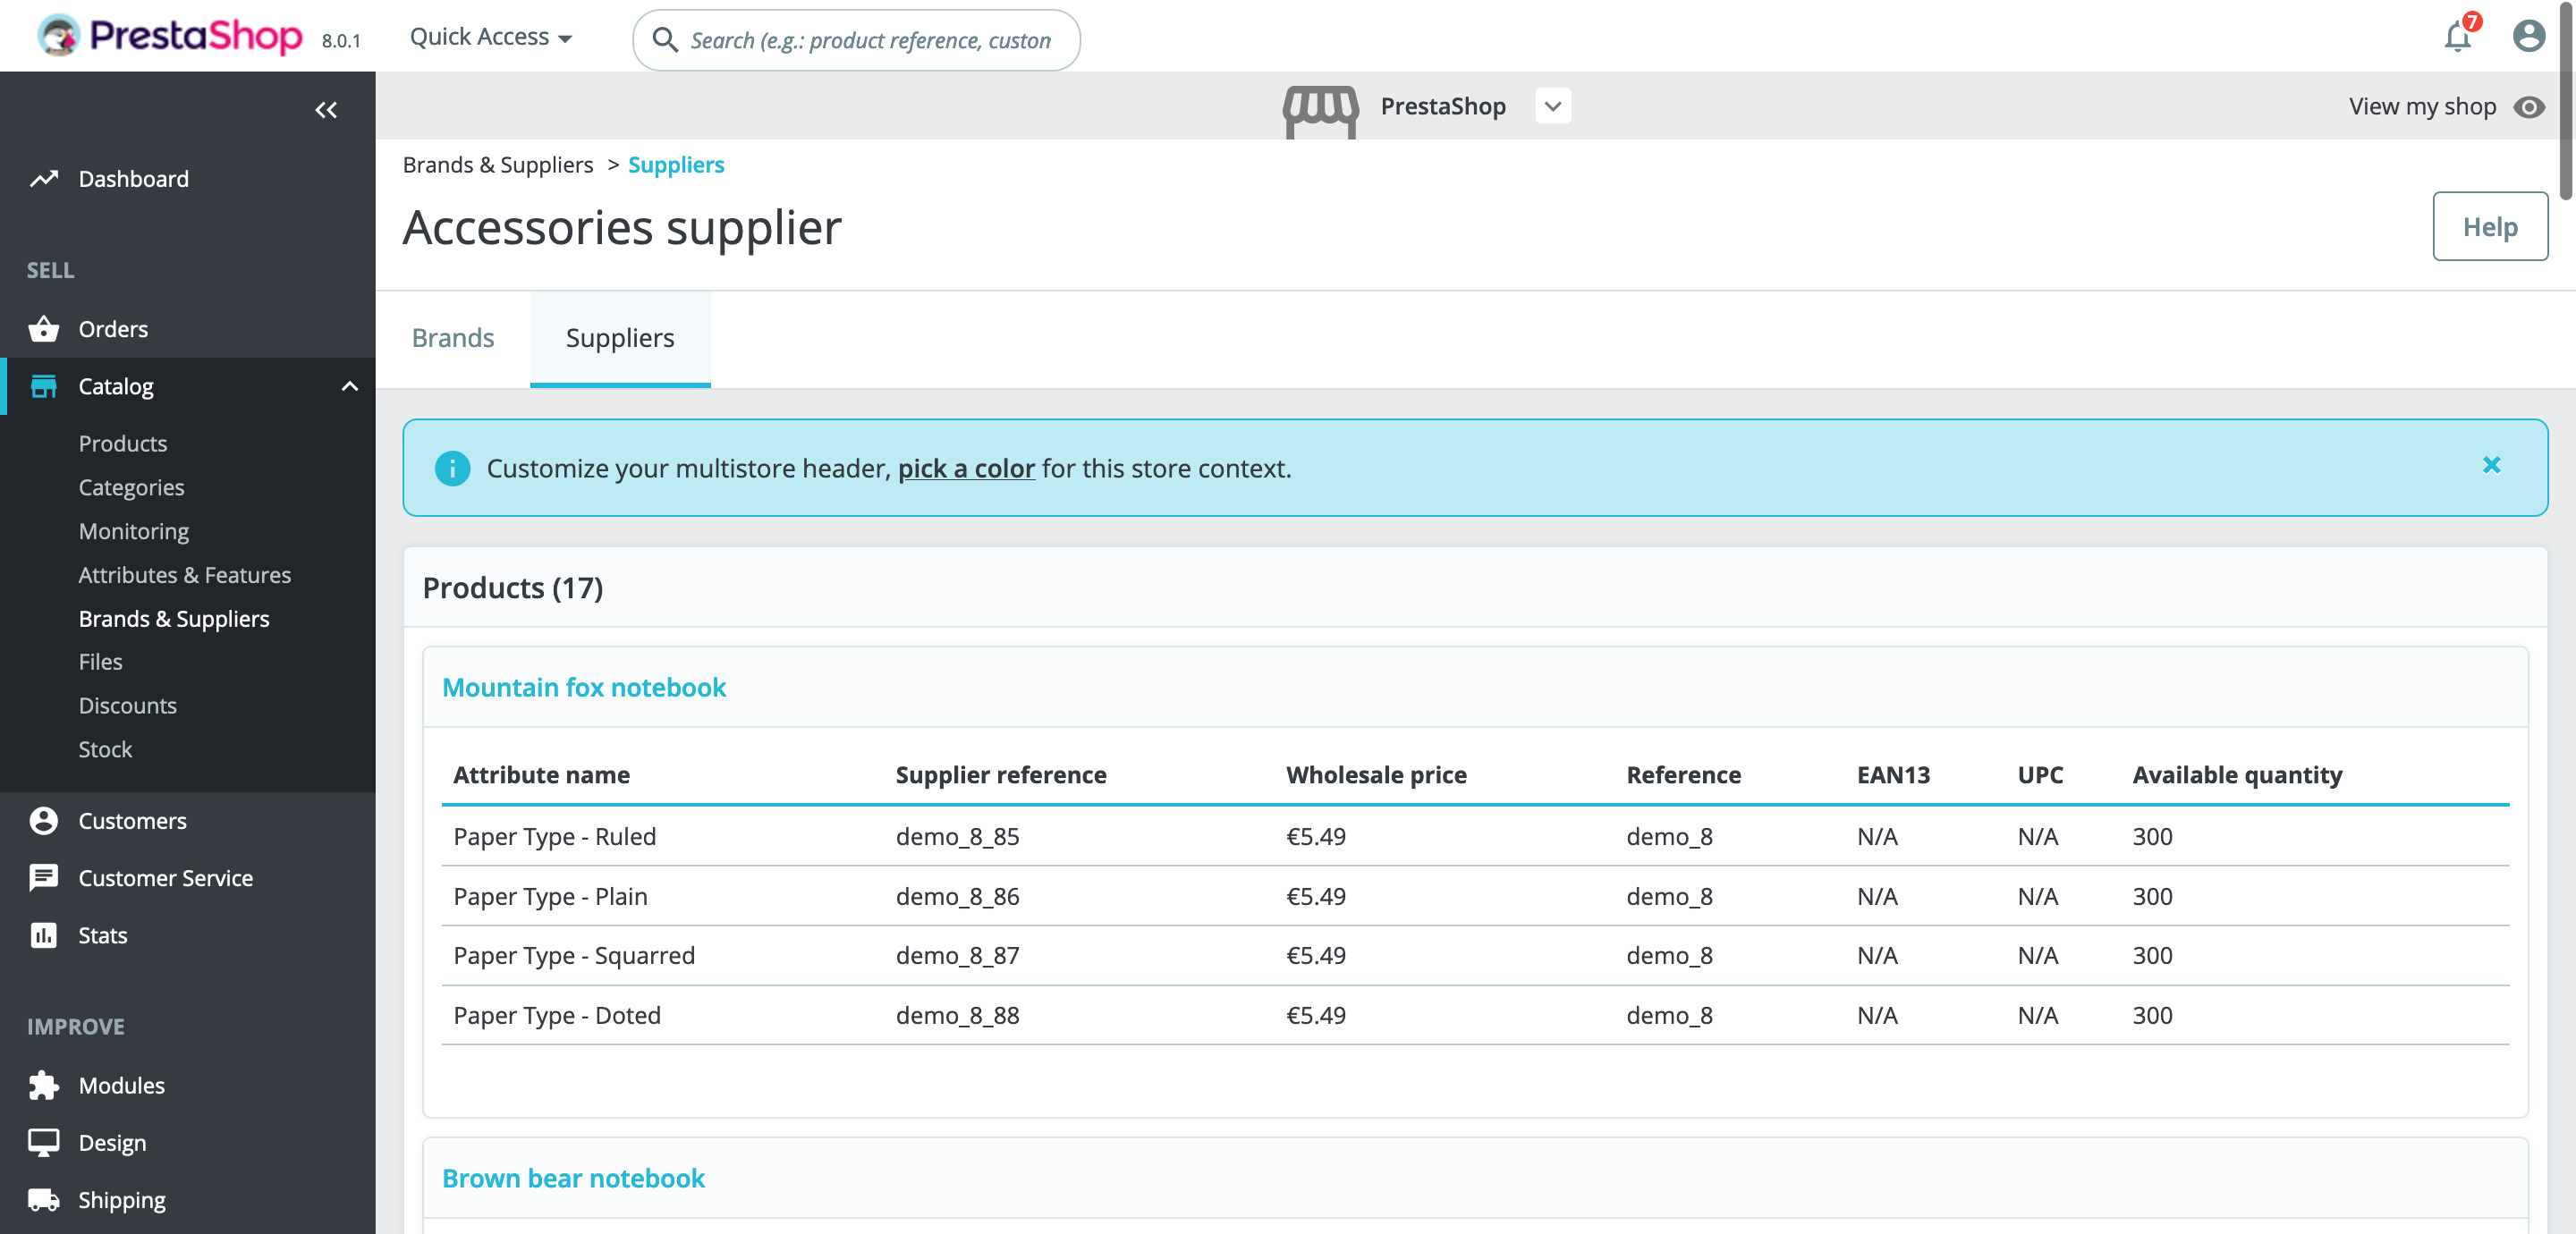 PrestaShop 8.0.1 Quick Access Search (e.g.: product reference, custon 7
PrestaShop View my shop
Brands & Suppliers > Suppliers
Accessories supplier
Help
Brands Suppliers
Customize your multistore header, pick a color for this store context.
Dashboard
SELL
Orders
Catalog
Products
Categories
Monitoring
Attributes & Features
Brands & Suppliers
Files
Discounts
Stock
Customers
Customer Service
Stats
IMPROVE
Modules
Design
Shipping
Products (17)
Mountain fox notebook
Attribute name Supplier reference Wholesale price Reference EAN13 UPC Available quantity
Paper Type - Ruled demo_8_85 €5.49 demo_8 N/A N/A 300
Paper Type - Plain demo_8_86 €5.49 demo_8 N/A N/A 300
Paper Type - Squarred demo_8_87 €5.49 demo_8 N/A N/A 300
Paper Type - Doted demo_8_88 €5.49 demo_8 N/A N/A 300
Brown bear notebook